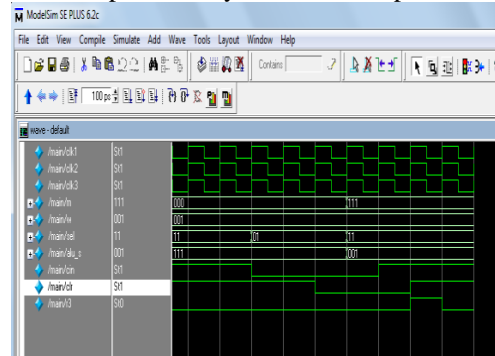 ModelSim SE PLUS 6.2c
File Edit View Compile Simulate Add Wave Tools Layout Window Help
Contains
100 ps
wave - default
/main/clk1 St1
/main/clk2 St1
/main/clk3 St1
/main/n 111 000 111
/main/w 001 001
/main/sel 11 11 01 11
/main/alu_s 001 111 001
/main/cin St1
/main/clr St1
/main/r3 St0